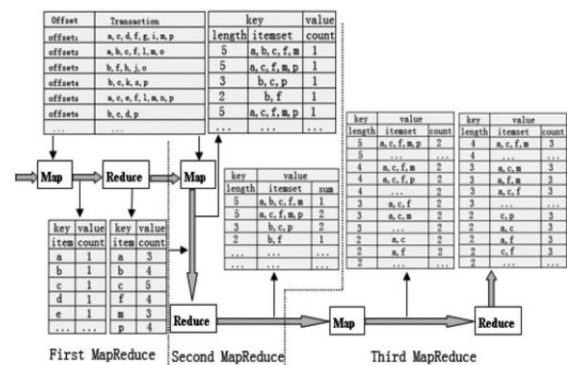 Offset Transaction
offset1 a, c, d, f, g, i, m, p
offset2 a, b, c, f, l, m, o
offset3 b, f, h, j, o
offset4 b, c, k, s, p
offset5 a, c, e, f, l, m, n, p
offset6 b, c, d, p
... ...
key value
length itemset count
5 a, b, c, f, m 1
5 a, c, f, m, p 1
3 b, c, p 1
2 b, f 1
5 a, c, f, m, p 1
... ... ...
Map
Reduce
Map
key value
item count
a 1
b 1
c 1
d 1
e 1
... ...
key value
item count
a 3
b 4
c 5
f 4
m 3
p 4
key value
length itemset sum
5 a, b, c, f, m 1
5 a, c, f, m, p 2
3 b, c, p 2
2 b, f 1
... ... ...
key value
length itemset count
5 a, c, f, m, p 2
5 ... ...
4 a, c, f, m 2
4 a, c, f, p 2
4 ... 2
3 a, c, f 2
3 a, c, m 2
... ... 2
2 a, c 2
2 a, f 2
2 ... ...
key value
length itemset count
4 a, c, f, m 3
4 ... ...
3 a, c, m 3
3 a, f, m 3
3 a, c, f 3
3 ... ...
2 c, p 3
2 a, c 3
2 a, f 3
2 c, f 3
2 ... ...
Reduce
Map
Reduce
First MapReduce
Second MapReduce
Third MapReduce